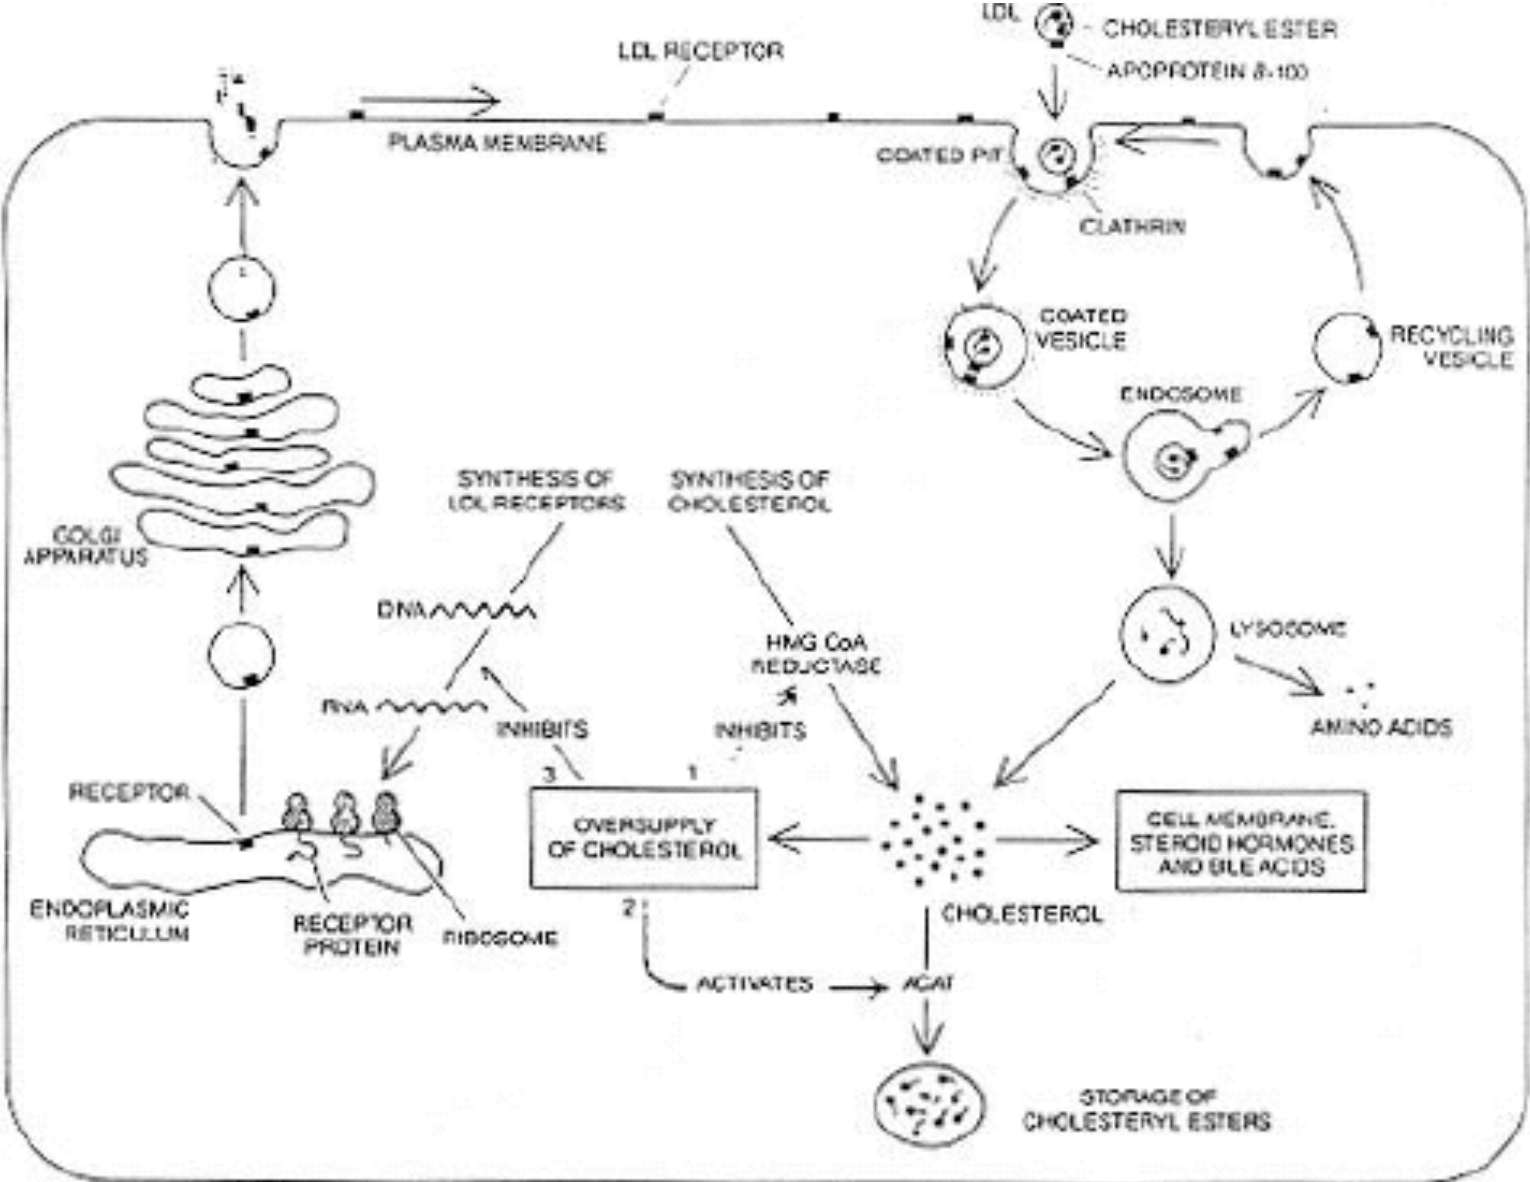 LDL
CHOLESTERYL ESTER
APOPROTEIN B-100
LDL RECEPTOR
PLASMA MEMBRANE
COATED PIT
CLATHRIN
COATED
VESICLE
RECYCLING
VESICLE
ENDOSOME
SYNTHESIS OF
LDL RECEPTORS
SYNTHESIS OF
CHOLESTEROL
GOLGI
APPARATUS
DNA
HMG CoA
REDUCTASE
LYSOSOME
RNA
INHIBITS
INHIBITS
AMINO ACIDS
3
1
RECEPTOR
OVERSUPPLY
OF CHOLESTEROL
CELL MEMBRANE,
STEROID HORMONES
AND BILE ACIDS
ENDOPLASMIC
RETICULUM
RECEPTOR
PROTEIN
RIBOSOME
2
CHOLESTEROL
ACTIVATES
ACAT
STORAGE OF
CHOLESTERYL ESTERS